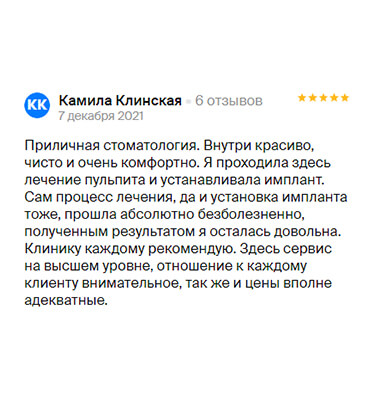 КК
Камила Клинская • 6 отзывов
7 декабря 2021
Приличная стоматология. Внутри красиво,
чисто и очень комфортно. Я проходила здесь
лечение пульпита и устанавливала имплант.
Сам процесс лечения, да и установка импланта
тоже, прошла абсолютно безболезненно,
полученным результатом я осталась довольна.
Клинику каждому рекомендую. Здесь сервис
на высшем уровне, отношение к каждому
клиенту внимательное, так же и цены вполне
адекватные.